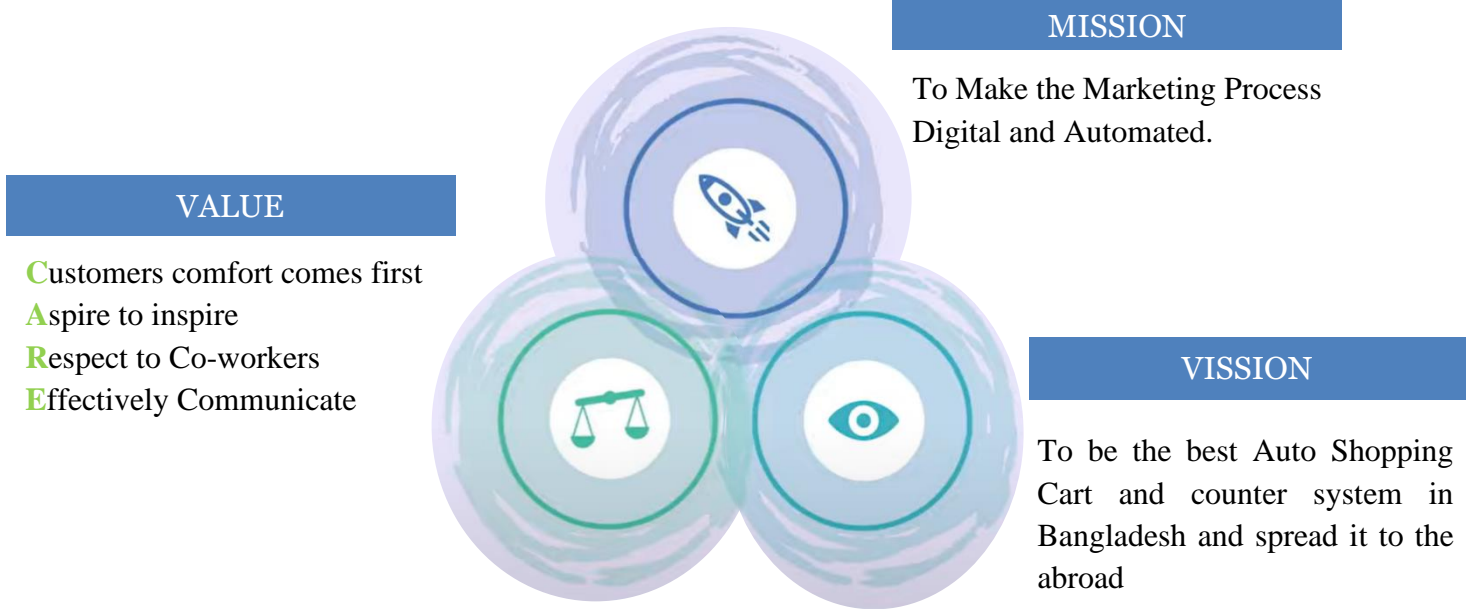 MISSION
To Make the Marketing Process
Digital and Automated.
VALUE
Customers comfort comes first
Aspire to inspire
Respect to Co-workers
Effectively Communicate
VISSION
To be the best Auto Shopping
Cart and counter system in
Bangladesh and spread it to the
abroad